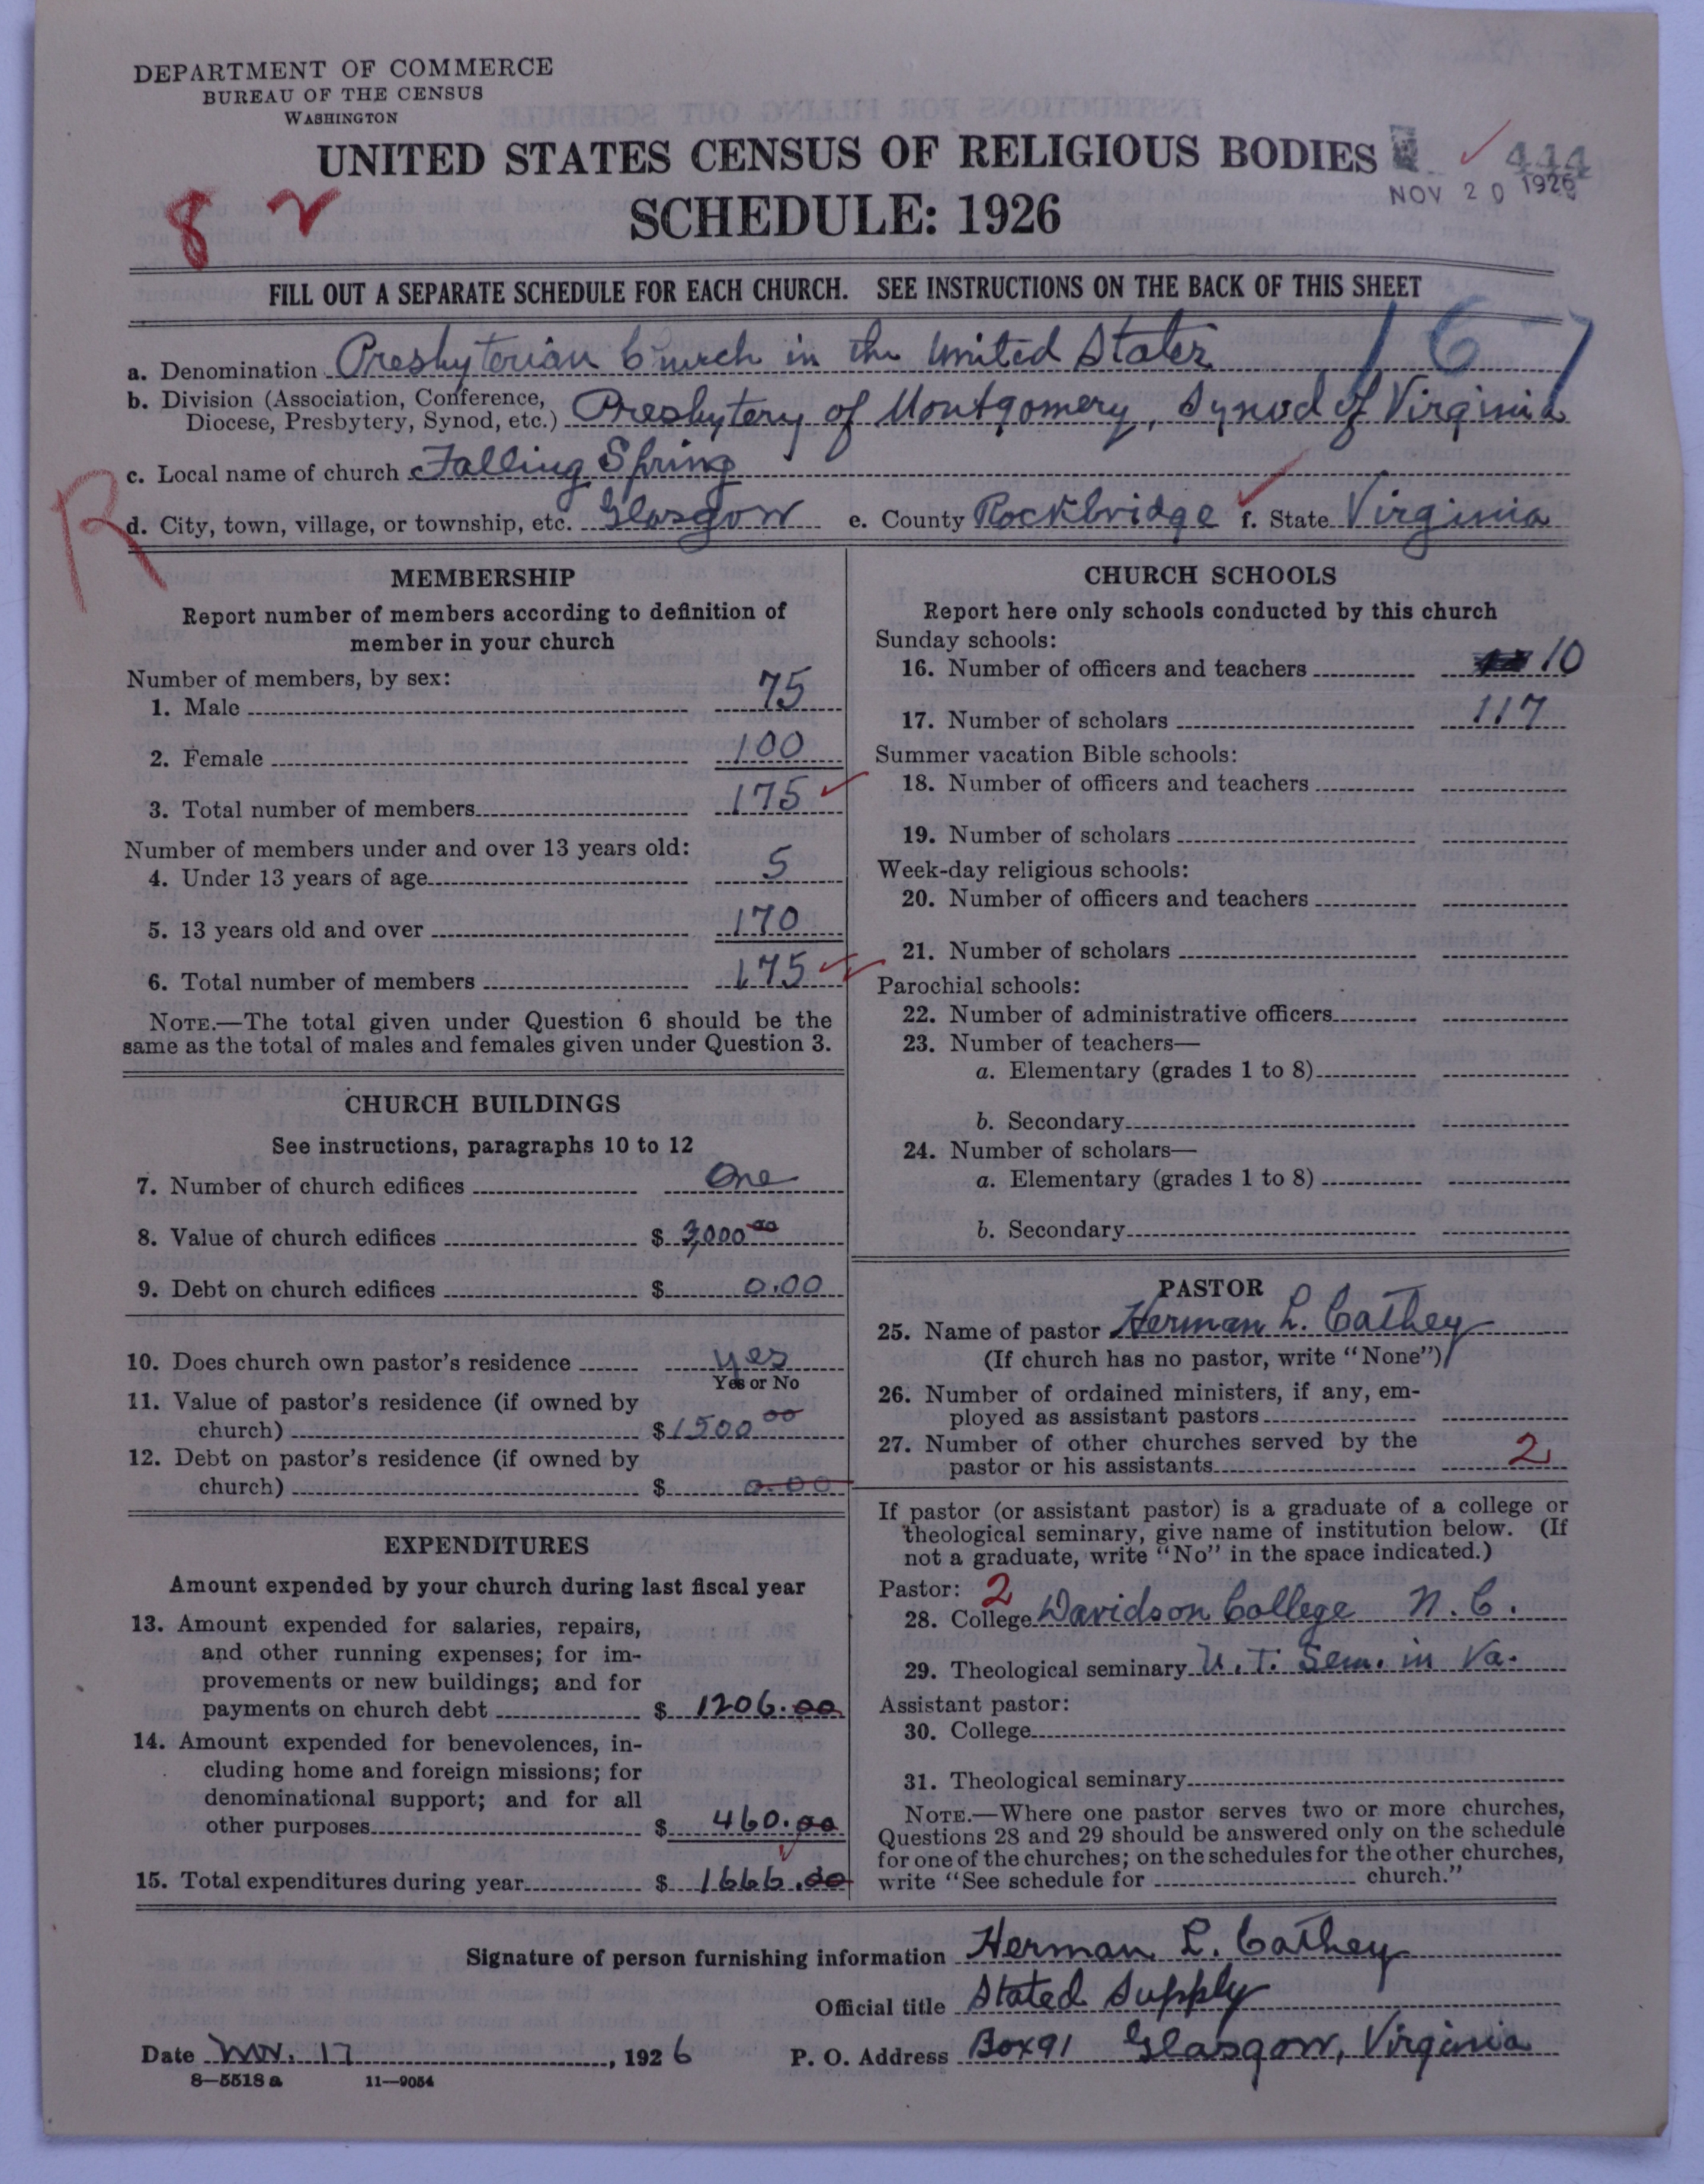 DEPARTMENT OF COMMERCE
BUREAU OF THE CENSUS
WASHINGTON
UNITED STATES CENSUS OF RELIGIOUS BODIES
444
NOV 20 1926
8 2
SCHEDULE: 1926
FILL OUT A SEPARATE SCHEDULE FOR EACH CHURCH. SEE INSTRUCTIONS ON THE BACK OF THIS SHEET
167
a. Denomination Presbyterian Church in the United States
b. Division (Association, Conference, Diocese, Presbytery, Synod, etc.) Presbytery of Montgomery, Synod of Virginia
c. Local name of church Falling Spring
R
d. City, town, village, or township, etc. Glasgow e. County Rockbridge f. State Virginia
MEMBERSHIP
Report number of members according to definition of
member in your church
Number of members, by sex:
1. Male 75
2. Female 100
3. Total number of members 175
Number of members under and over 13 years old:
4. Under 13 years of age 5
5. 13 years old and over 170
6. Total number of members 175
NOTE.—The total given under Question 6 should be the
same as the total of males and females given under Question 3.
CHURCH BUILDINGS
See instructions, paragraphs 10 to 12
7. Number of church edifices One
8. Value of church edifices $ 3,000 00
9. Debt on church edifices $ 0.00
10. Does church own pastor's residence yes
Yes or No
11. Value of pastor's residence (if owned by
church) $ 1500 00
12. Debt on pastor's residence (if owned by
church) $ 0.00
EXPENDITURES
Amount expended by your church during last fiscal year
13. Amount expended for salaries, repairs,
and other running expenses; for im-
provements or new buildings; and for
payments on church debt $ 1206.00
14. Amount expended for benevolences, in-
cluding home and foreign missions; for
denominational support; and for all
other purposes $ 460.00
15. Total expenditures during year $ 1666.00
CHURCH SCHOOLS
Report here only schools conducted by this church
Sunday schools:
16. Number of officers and teachers 10
17. Number of scholars 117
Summer vacation Bible schools:
18. Number of officers and teachers
19. Number of scholars
Week-day religious schools:
20. Number of officers and teachers
21. Number of scholars
Parochial schools:
22. Number of administrative officers
23. Number of teachers—
a. Elementary (grades 1 to 8)
b. Secondary
24. Number of scholars—
a. Elementary (grades 1 to 8)
b. Secondary
PASTOR
25. Name of pastor Herman L. Cathey
(If church has no pastor, write "None")
26. Number of ordained ministers, if any, em-
ployed as assistant pastors
27. Number of other churches served by the
pastor or his assistants 2
If pastor (or assistant pastor) is a graduate of a college or
theological seminary, give name of institution below. (If
not a graduate, write "No" in the space indicated.)
Pastor: 2
28. College Davidson College N. C.
29. Theological seminary U. T. Sem. in Va.
Assistant pastor:
30. College
31. Theological seminary
NOTE.—Where one pastor serves two or more churches,
Questions 28 and 29 should be answered only on the schedule
for one of the churches; on the schedules for the other churches,
write "See schedule for church."
Signature of person furnishing information Herman L. Cathey
Official title Stated Supply
Date Nov. 17, 1926 P. O. Address Box 91 Glasgow, Virginia
8—5518a 11—9054